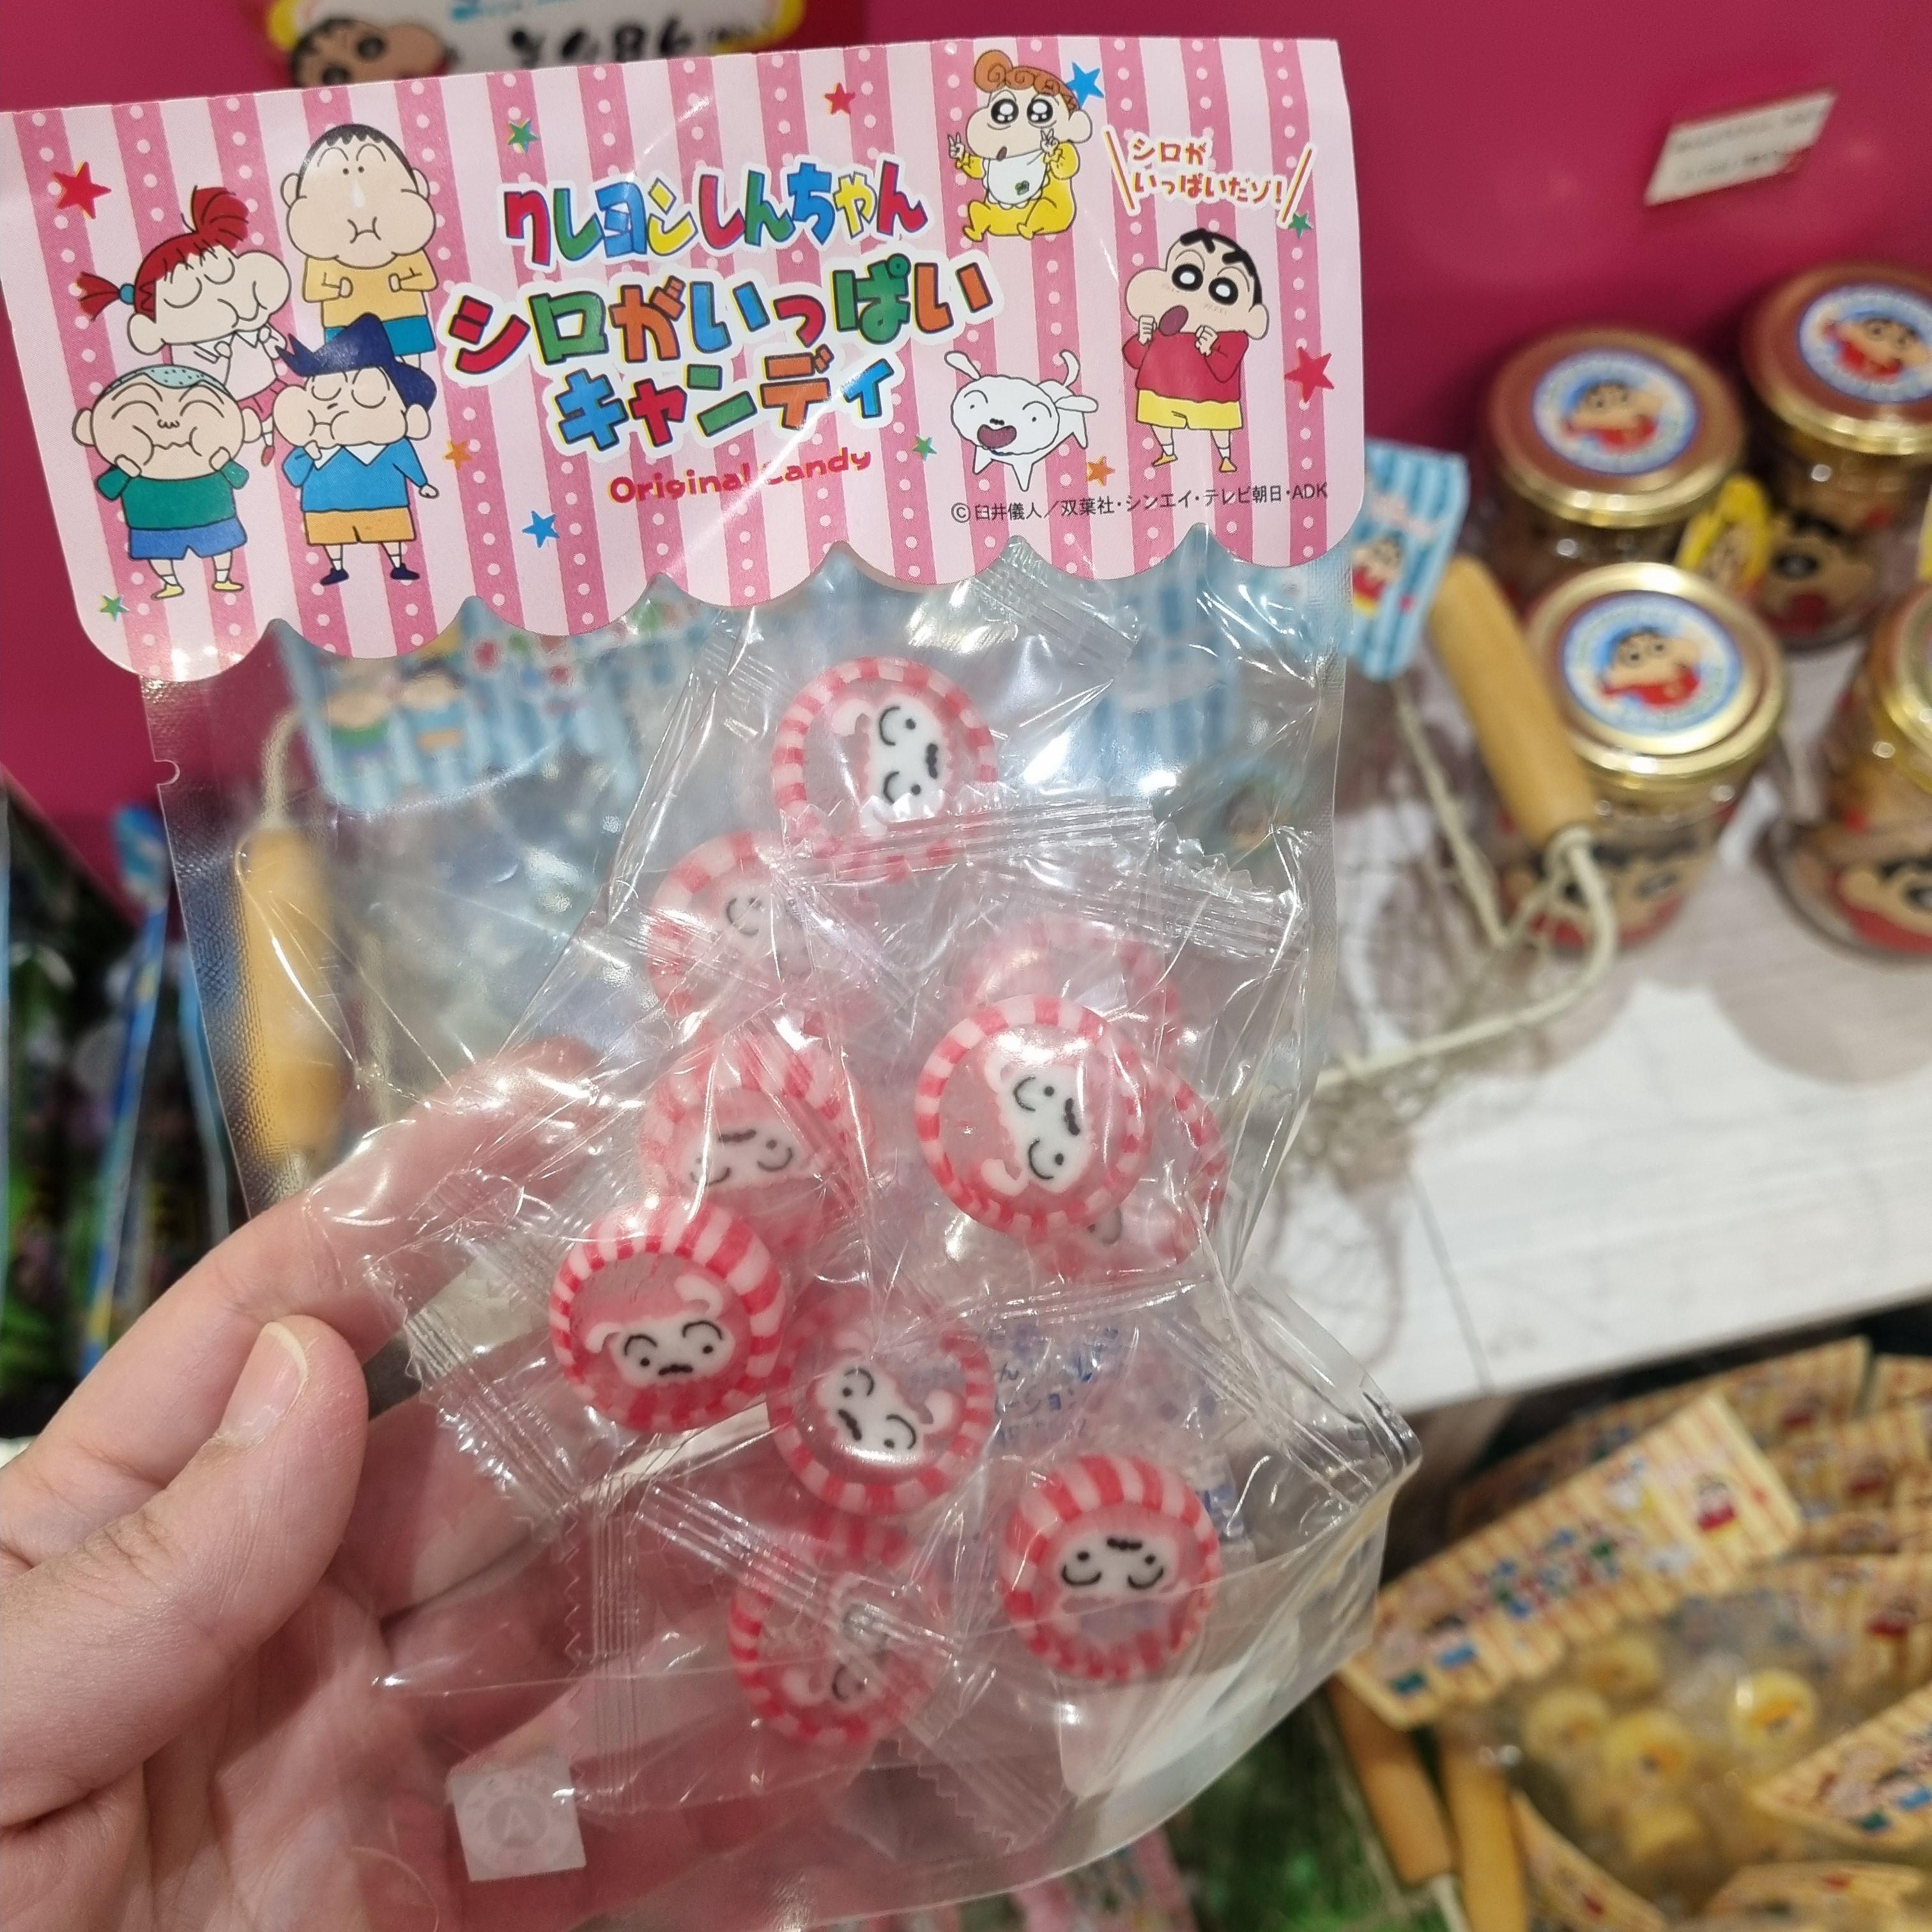 クレヨンしんちゃん
シロがいっぱい
キャンディ
Original Candy
シロが
いっぱいだゾ!
©臼井儀人/双葉社・シンエイ・テレビ朝日・ADK